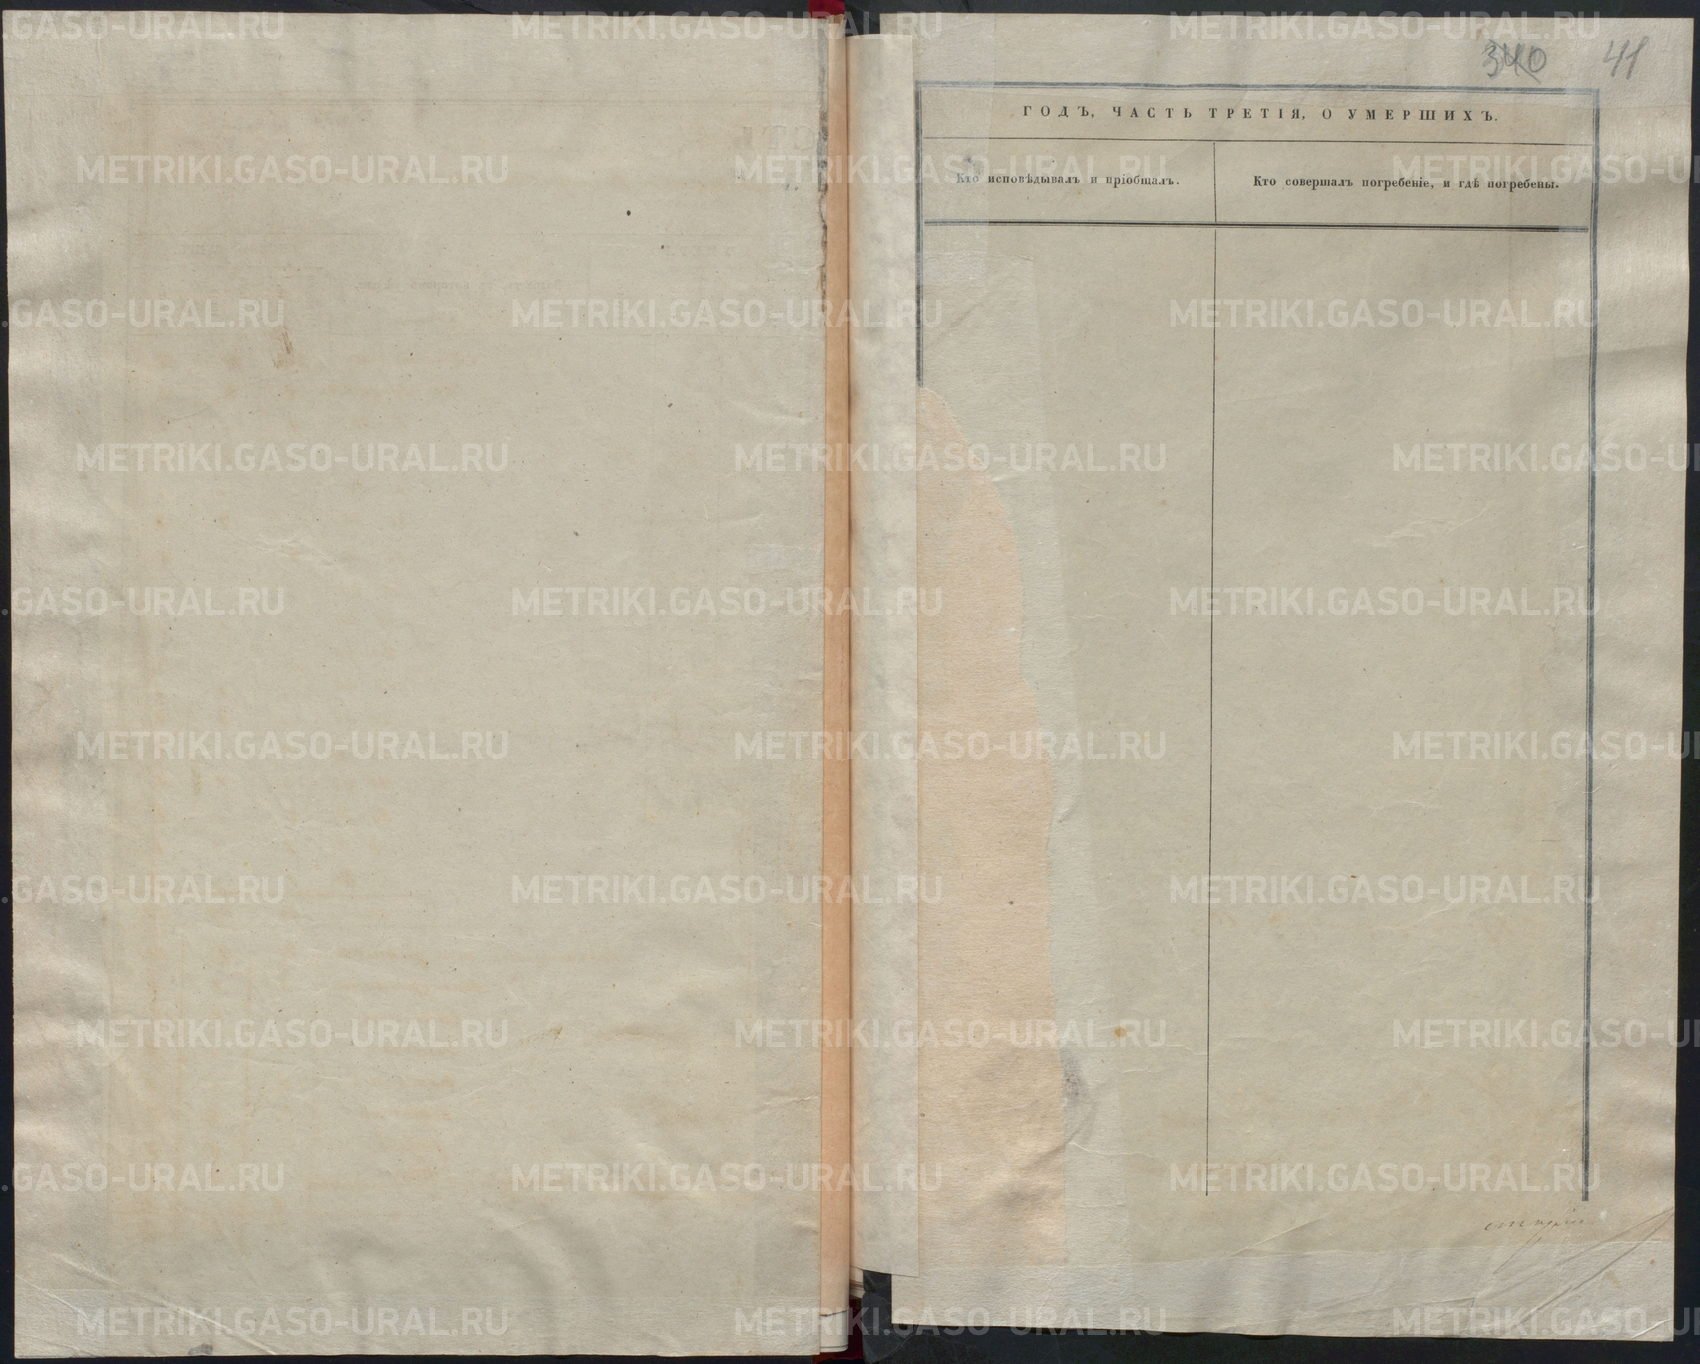 340 41
ГОДЪ, ЧАСТЬ ТРЕТІЯ, О УМЕРШИХЪ.
Кто исповѣдывалъ и пріобщалъ.
Кто совершалъ погребеніе, и гдѣ погребены.
METRIKI.GASO-URAL.RU